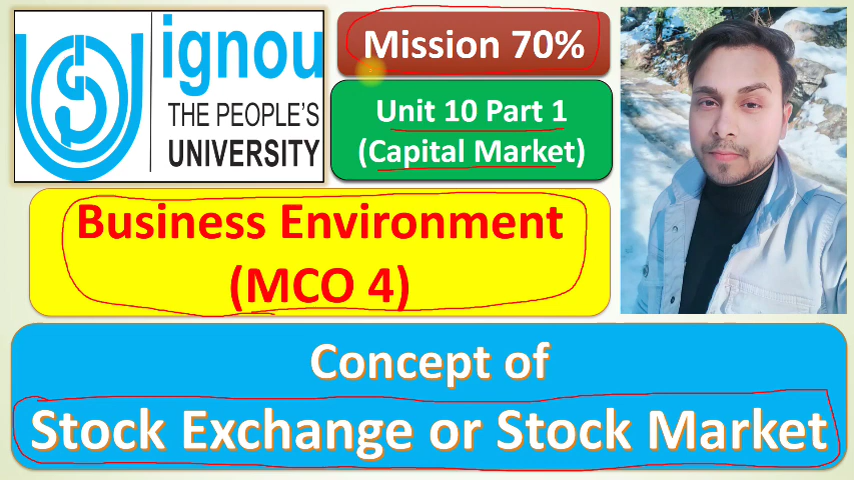 ignou
THE PEOPLE'S
UNIVERSITY
Mission 70%
Unit 10 Part 1
(Capital Market)
Business Environment
(MCO 4)
Concept of
Stock Exchange or Stock Market